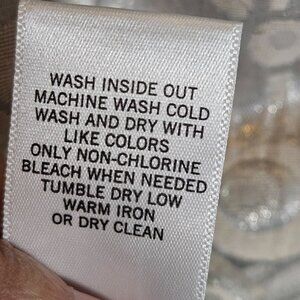 WASH INSIDE OUT
MACHINE WASH COLD
WASH AND DRY WITH
LIKE COLORS
ONLY NON-CHLORINE
BLEACH WHEN NEEDED
TUMBLE DRY LOW
WARM IRON
OR DRY CLEAN